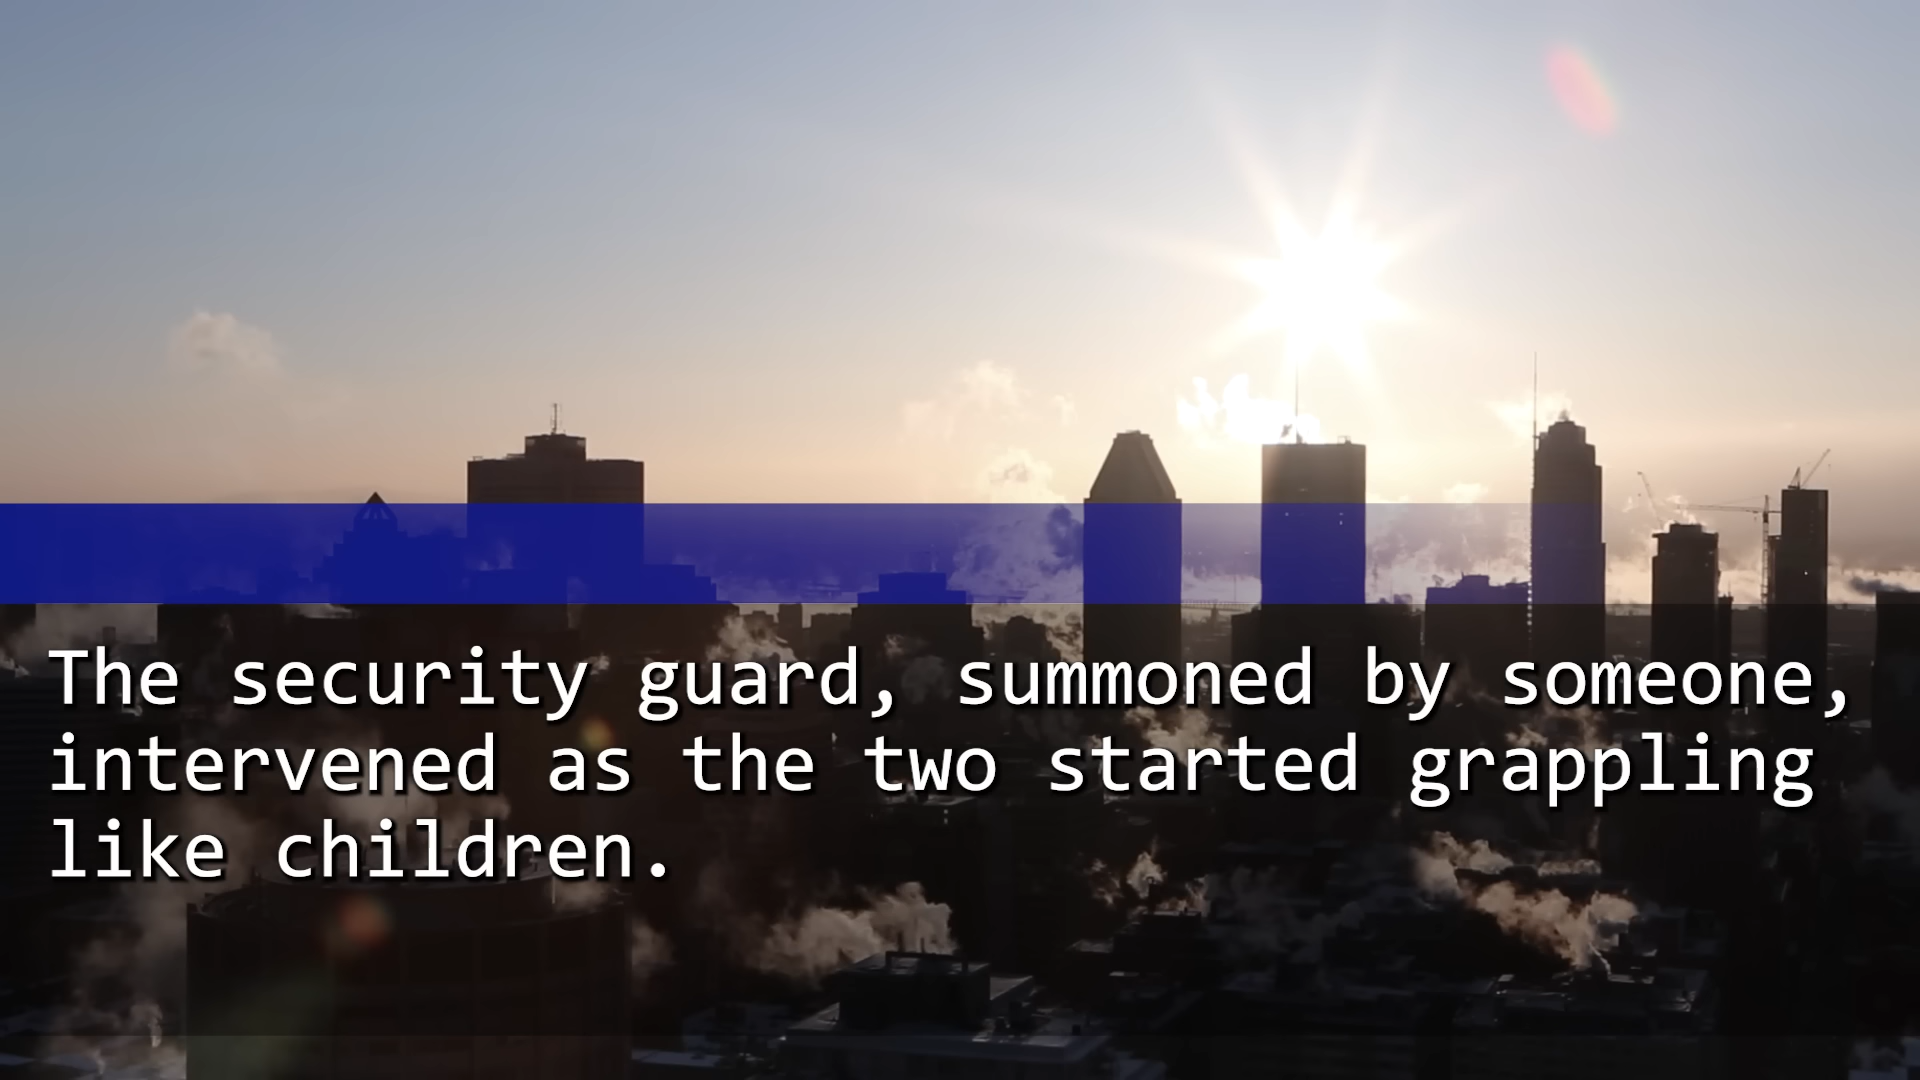 The security guard, summoned by someone,
intervened as the two started grappling
like children.